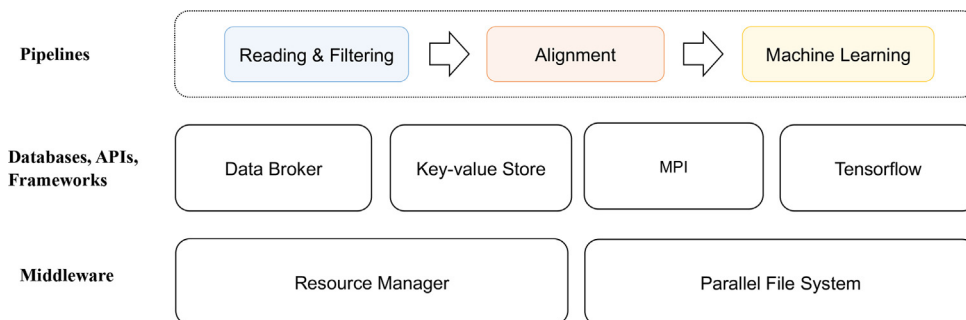 Pipelines
Reading & Filtering
Alignment
Machine Learning
Databases, APIs,
Frameworks
Data Broker
Key-value Store
MPI
Tensorflow
Middleware
Resource Manager
Parallel File System